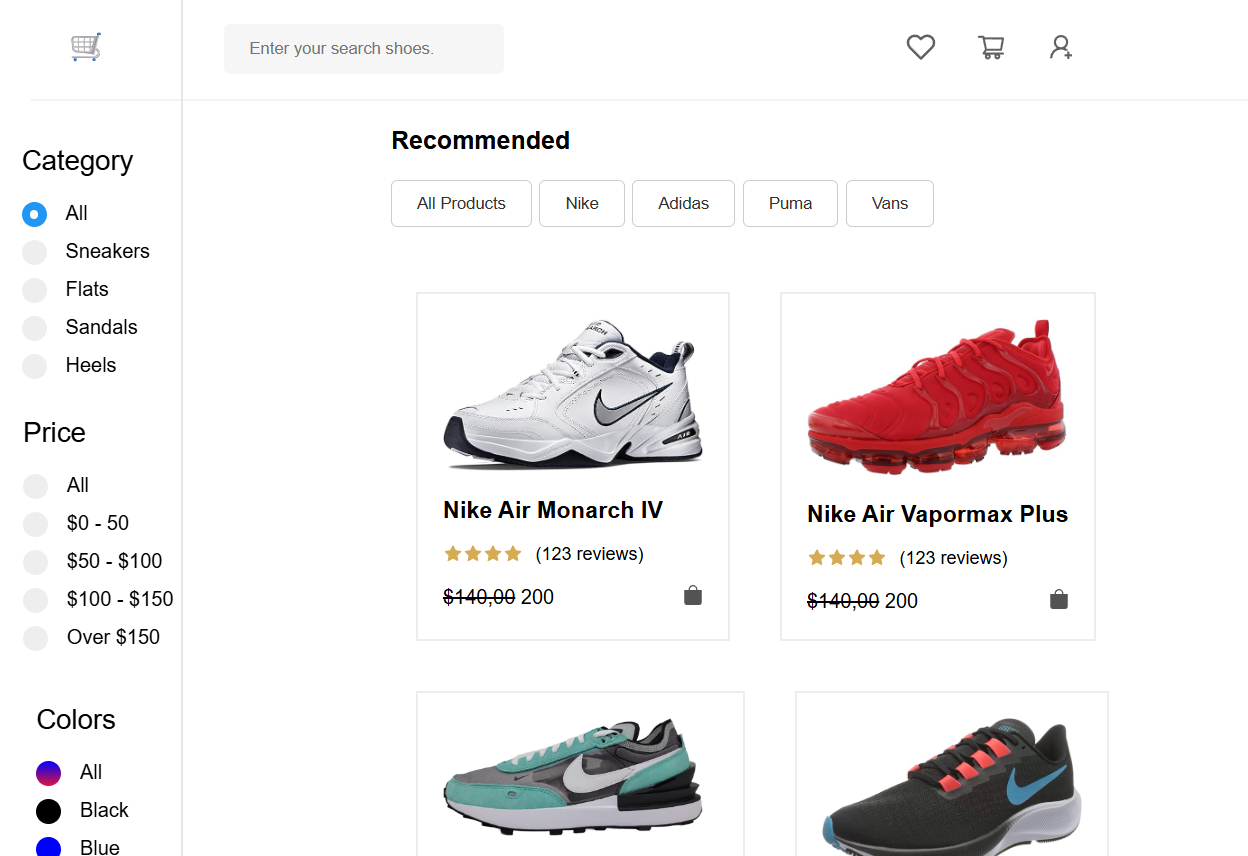 Enter your search shoes.
Category
All
Sneakers
Flats
Sandals
Heels
Price
All
$0 - 50
$50 - $100
$100 - $150
Over $150
Colors
All
Black
Blue
Recommended
All Products Nike Adidas Puma Vans
Nike Air Monarch IV
(123 reviews)
$140,00 200
Nike Air Vapormax Plus
(123 reviews)
$140,00 200
AIR